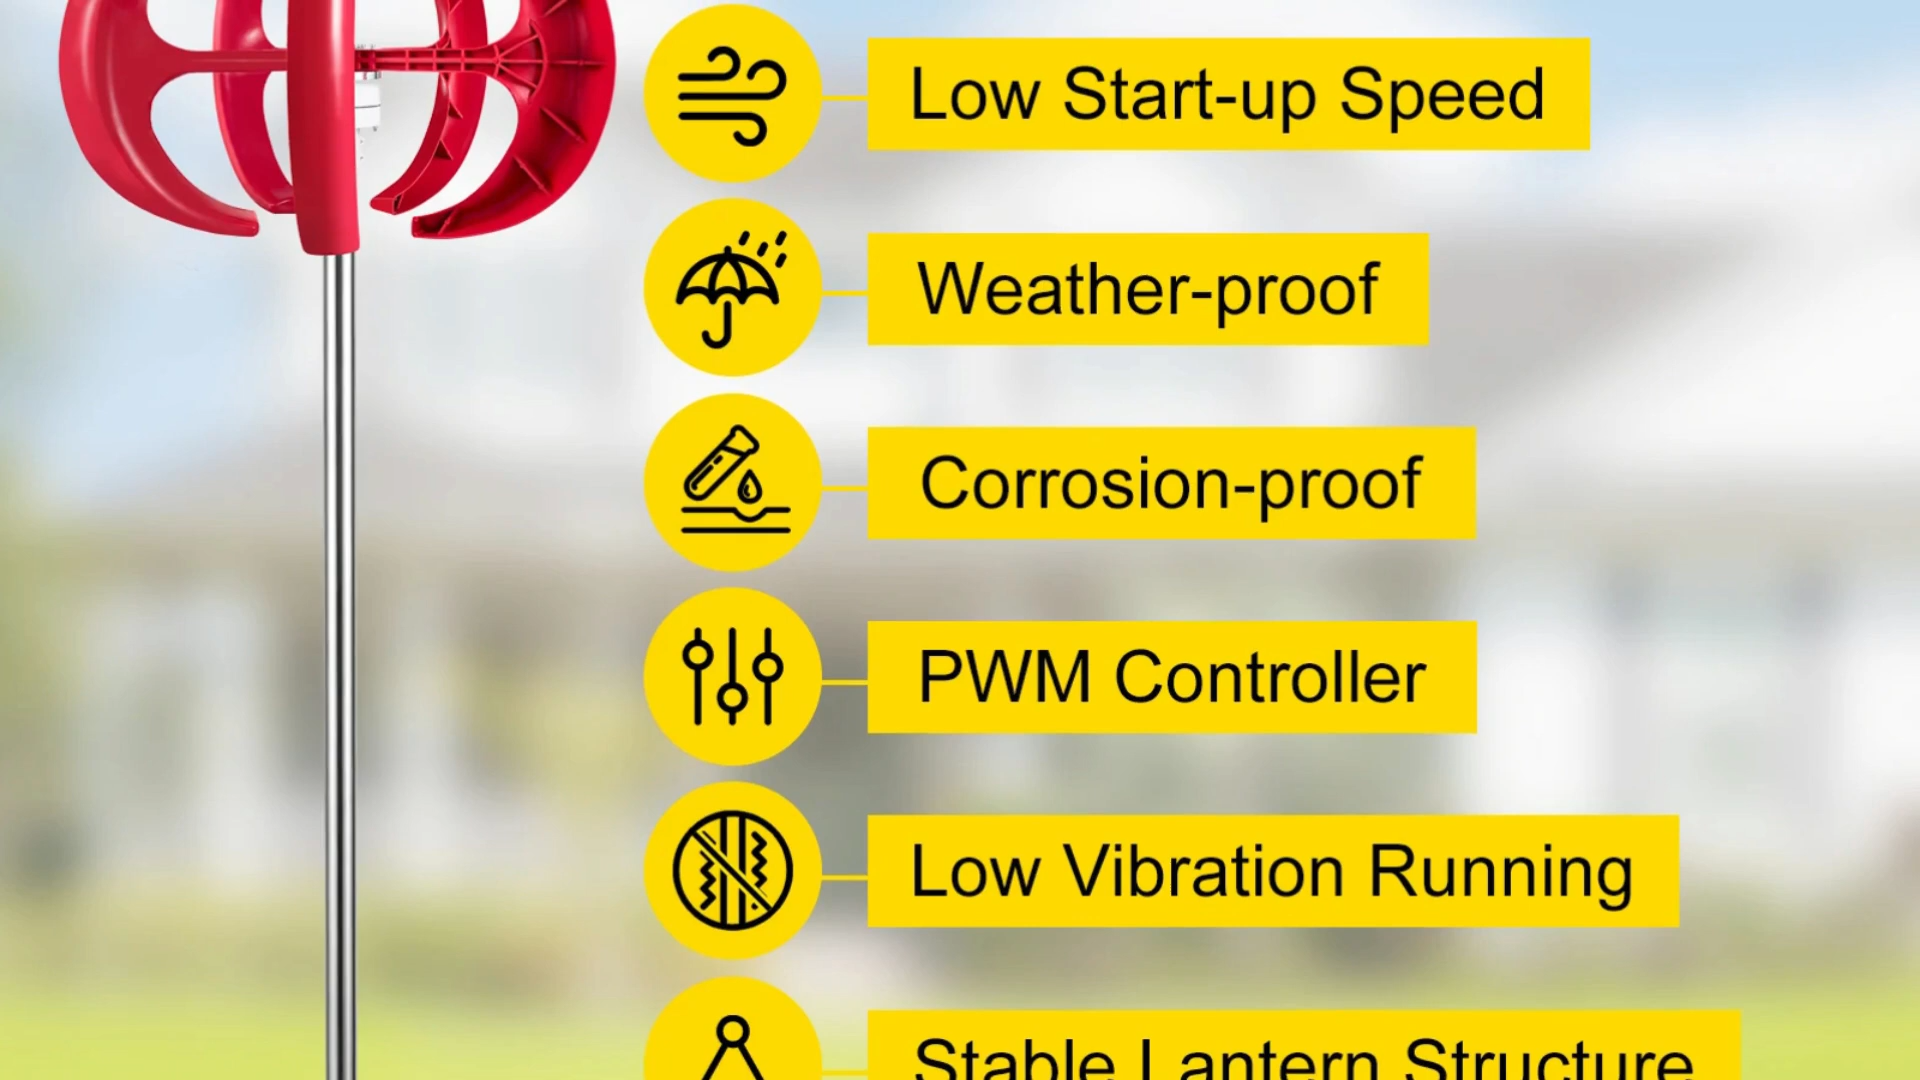 Low Start-up Speed
Weather-proof
Corrosion-proof
PWM Controller
Low Vibration Running
Stable Lantern Structure